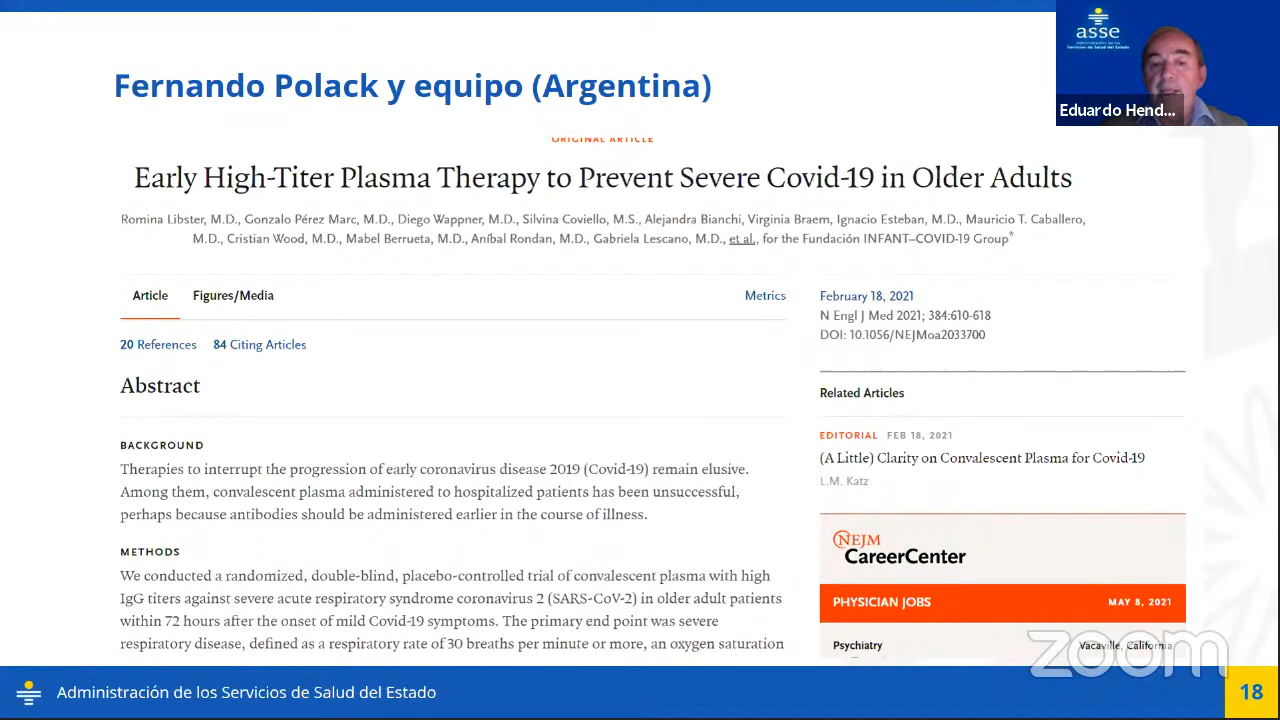 Fernando Polack y equipo (Argentina)
asse
Administración de los
Servicios de Salud del Estado
Eduardo Hend...
ORIGINAL ARTICLE
Early High-Titer Plasma Therapy to Prevent Severe Covid-19 in Older Adults
Romina Libster, M.D., Gonzalo Pérez Marc, M.D., Diego Wappner, M.D., Silvina Coviello, M.S., Alejandra Bianchi, Virginia Braem, Ignacio Esteban, M.D., Mauricio T. Caballero,
M.D., Cristian Wood, M.D., Mabel Berrueta, M.D., Aníbal Rondan, M.D., Gabriela Lescano, M.D., et al., for the Fundación INFANT–COVID-19 Group*
Article Figures/Media Metrics
20 References 84 Citing Articles
Abstract
BACKGROUND
Therapies to interrupt the progression of early coronavirus disease 2019 (Covid-19) remain elusive.
Among them, convalescent plasma administered to hospitalized patients has been unsuccessful,
perhaps because antibodies should be administered earlier in the course of illness.
METHODS
We conducted a randomized, double-blind, placebo-controlled trial of convalescent plasma with high
IgG titers against severe acute respiratory syndrome coronavirus 2 (SARS-CoV-2) in older adult patients
within 72 hours after the onset of mild Covid-19 symptoms. The primary end point was severe
respiratory disease, defined as a respiratory rate of 30 breaths per minute or more, an oxygen saturation
February 18, 2021
N Engl J Med 2021; 384:610-618
DOI: 10.1056/NEJMoa2033700
Related Articles
EDITORIAL FEB 18, 2021
(A Little) Clarity on Convalescent Plasma for Covid-19
L.M. Katz
NEJM
CareerCenter
PHYSICIAN JOBS MAY 8, 2021
Psychiatry Vacaville, California
zoom
Administración de los Servicios de Salud del Estado
18